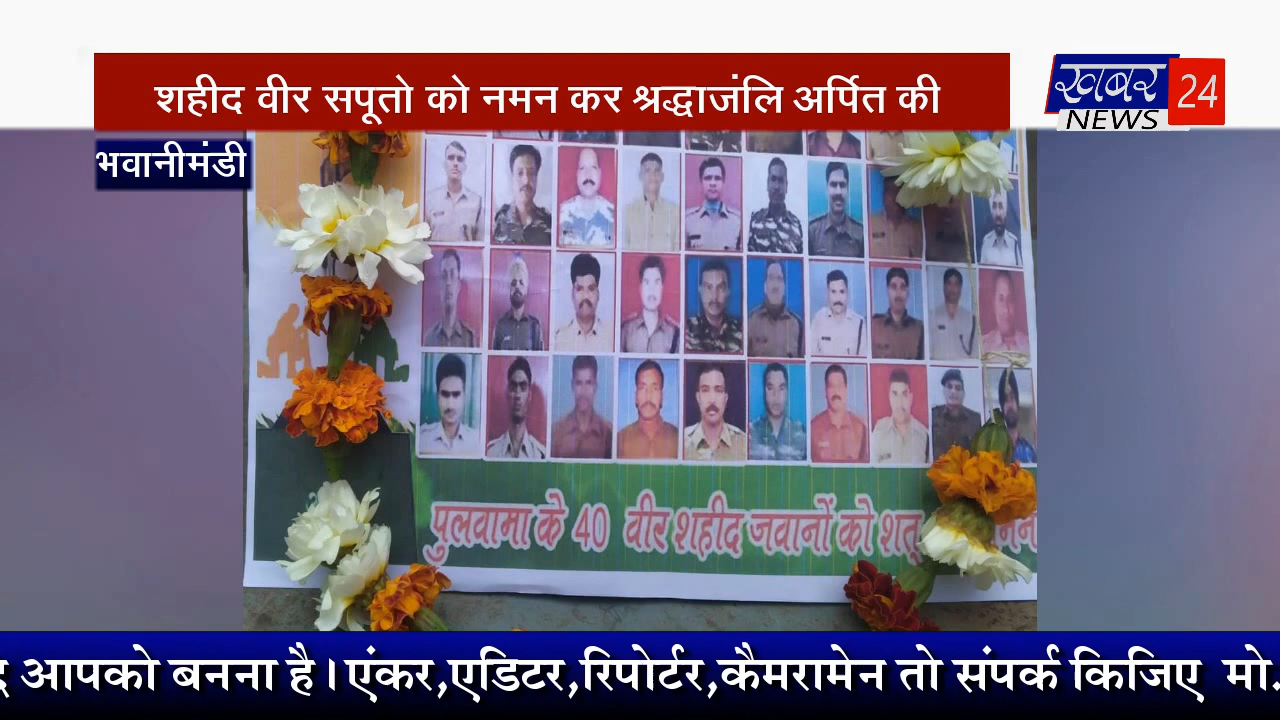 शहीद वीर सपूतो को नमन कर श्रद्धाजंलि अर्पित की
खबर 24
NEWS
भवानीमंडी
पुलवामा के 40 वीर शहीद जवानों को शत्
आपको बनना है।एंकर,एडिटर,रिपोर्टर,कैमरामेन तो संपर्क किजिए मो.